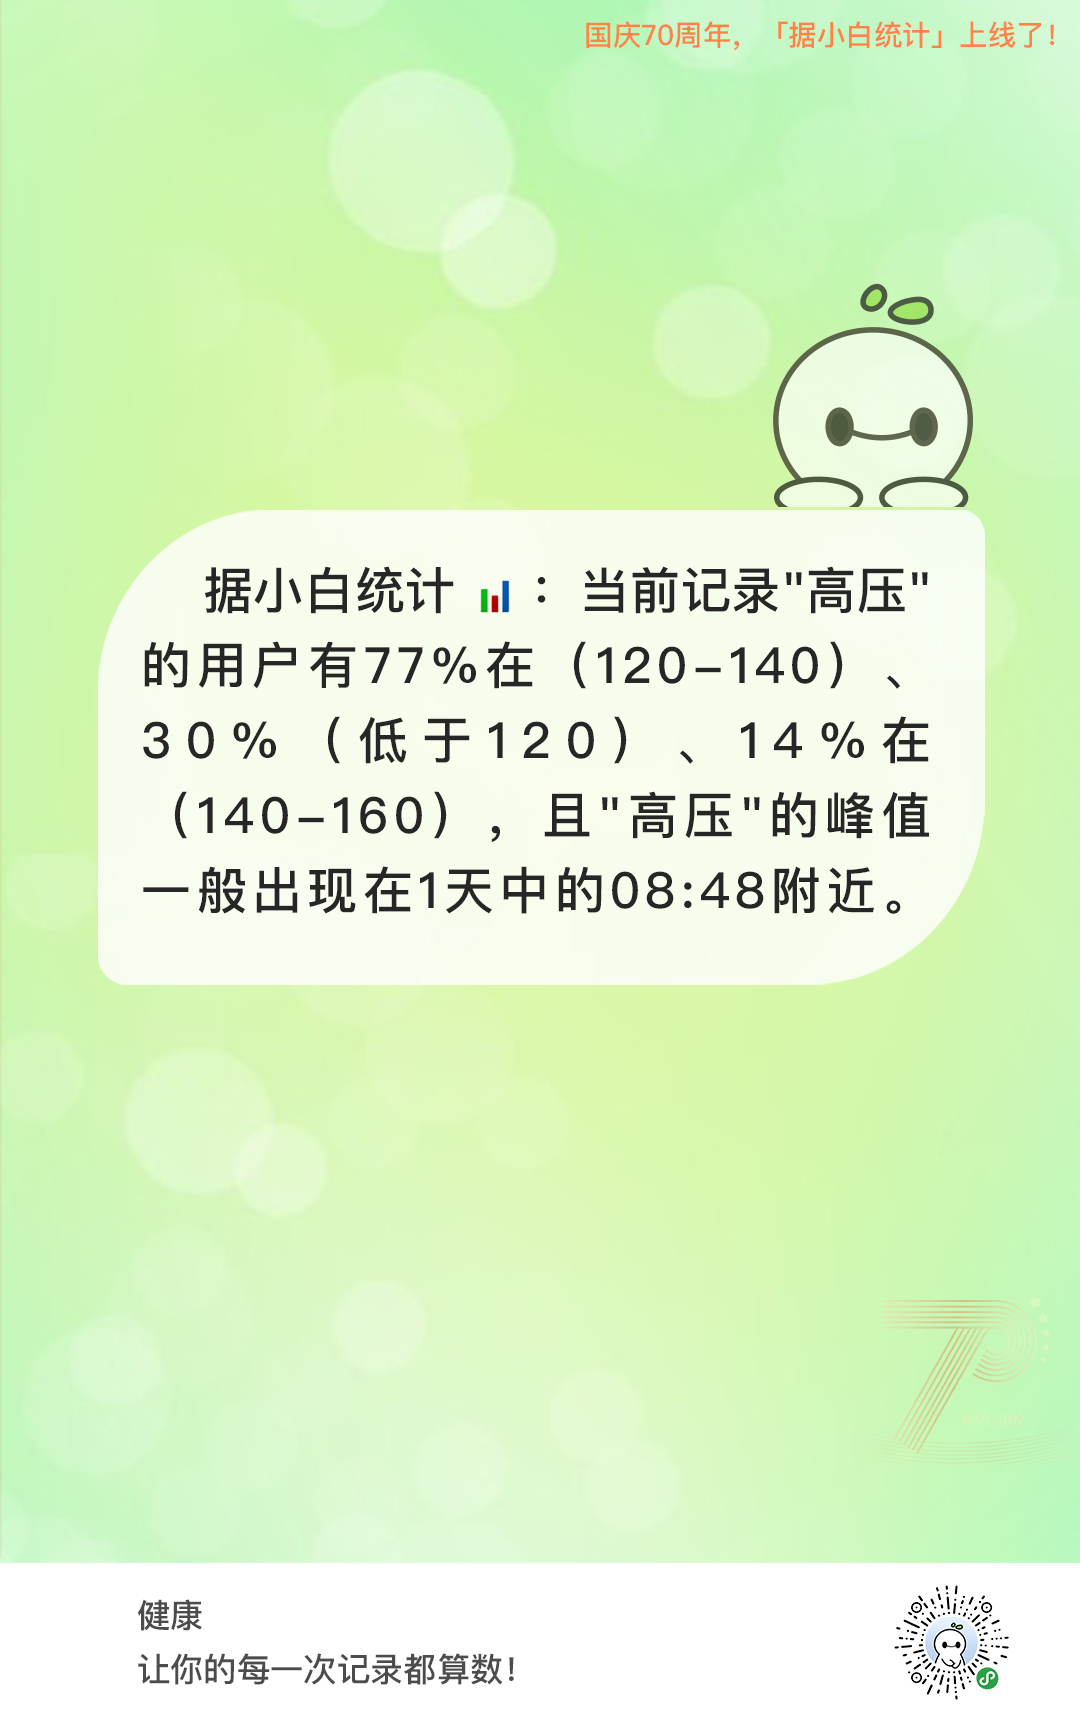 国庆70周年，「据小白统计」上线了！
据小白统计 📊：当前记录"高压"
的用户有77%在（120-140）、
30%（低于120）、14%在
（140-160），且"高压"的峰值
一般出现在1天中的08:48附近。
健康
让你的每一次记录都算数！